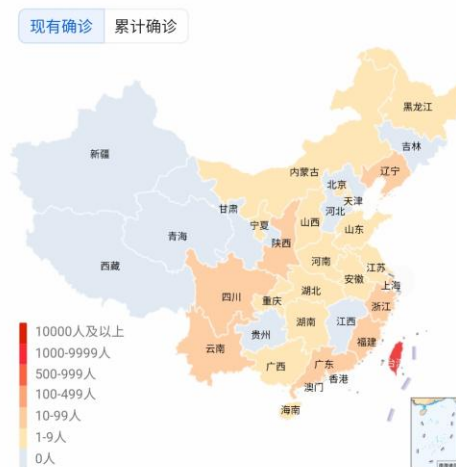 现有确诊
累计确诊
黑龙江
吉林
新疆
内蒙古
辽宁
北京
天津
甘肃
河北
宁夏
山西
山东
青海
陕西
河南
江苏
西藏
安徽
上海
四川
湖北
重庆
浙江
湖南
江西
贵州
福建
云南
台湾
广西
广东
香港
澳门
海南
10000人及以上
1000-9999人
500-999人
100-499人
10-99人
1-9人
0人